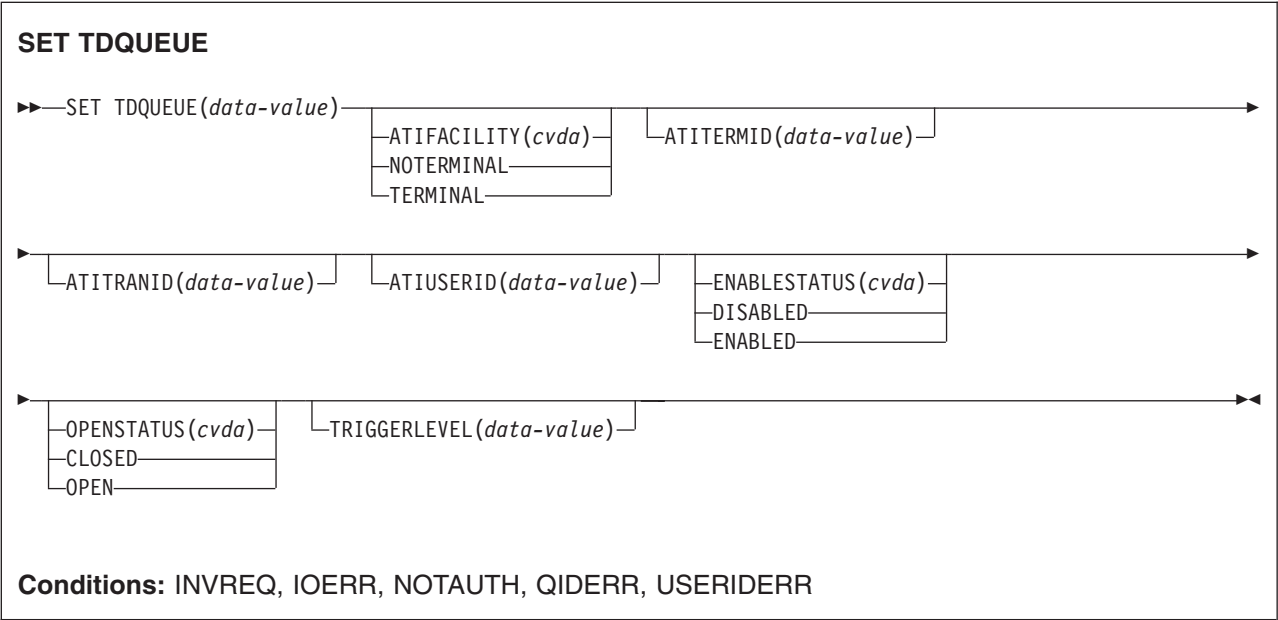 SET TDQUEUE
SET TDQUEUE(data-value)
ATIFACILITY(cvda)
NOTERMINAL
TERMINAL
ATITERMID(data-value)
ATITRANID(data-value)
ATIUSERID(data-value)
ENABLESTATUS(cvda)
DISABLED
ENABLED
OPENSTATUS(cvda)
CLOSED
OPEN
TRIGGERLEVEL(data-value)
Conditions: INVREQ, IOERR, NOTAUTH, QIDERR, USERIDERR